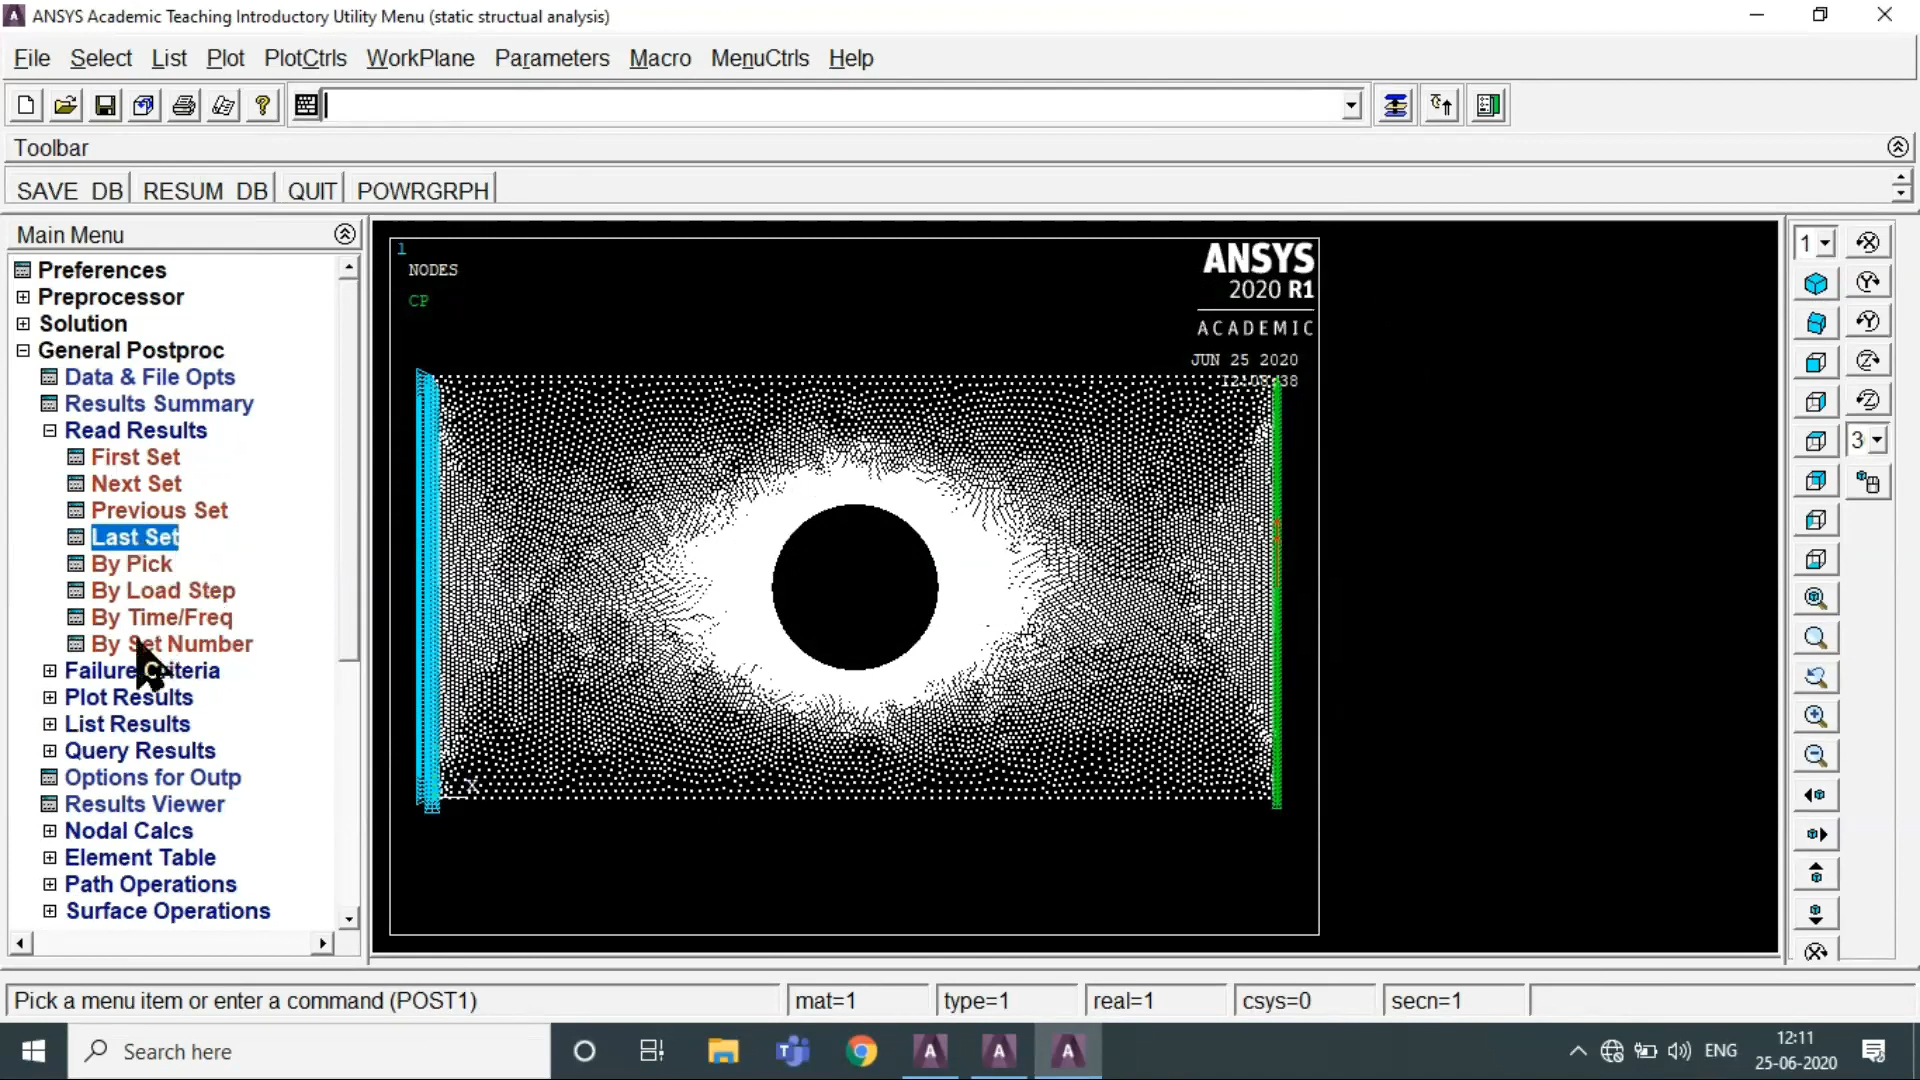 ANSYS Academic Teaching Introductory Utility Menu (static structual analysis)
File Select List Plot PlotCtrls WorkPlane Parameters Macro MenuCtrls Help
Toolbar
SAVE_DB RESUM_DB QUIT POWRGRPH
Main Menu
Preferences
Preprocessor
Solution
General Postproc
Data & File Opts
Results Summary
Read Results
First Set
Next Set
Previous Set
Last Set
By Pick
By Load Step
By Time/Freq
By Set Number
Failure Criteria
Plot Results
List Results
Query Results
Options for Outp
Results Viewer
Nodal Calcs
Element Table
Path Operations
Surface Operations
1
NODES
CP
ANSYS
2020 R1
ACADEMIC
JUN 25 2020
X
1
3
Pick a menu item or enter a command (POST1)
mat=1
type=1
real=1
csys=0
secn=1
Search here
ENG
12:11
25-06-2020